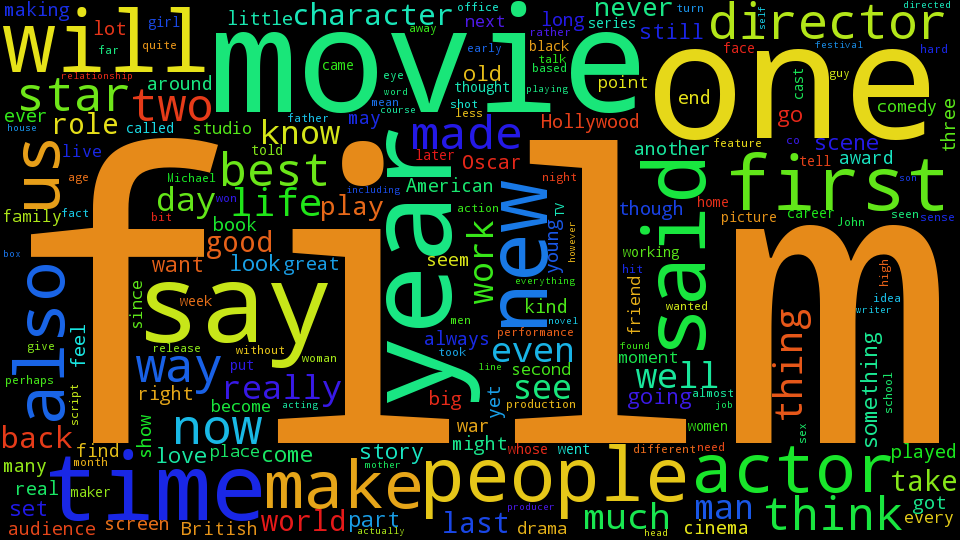 making
lot
girl
far
quite
little
character
away
office
next
rather
long
series
never
turn
still
director
directed
self
will
movie
one
relationship
came
eye
word
course
early
old
thought
talk
based
playing
black
point
face
festival
hard
guy
cast
star
two
around
ever
role
called
studio
know
father
may
made
mean
shot
less
Hollywood
end
go
comedy
three
house
us
live
told
best
year
later
Oscar
another
feature
co
scene
tell
award
first
age
Michael
won
day
life
including
American
night
home
son
family
fact
bit
book
play
action
new
TV
young
however
though
said
picture
career
John
seen
sense
film
box
also
want
good
look
great
seem
work
everything
working
hit
friend
wanted
high
idea
writer
since
week
say
men
kind
novel
performance
thing
something
school
give
feel
release
without
woman
always
took
even
found
moment
perhaps
script
way
put
line
second
see
well
almost
job
right
really
become
acting
big
yet
production
going
sex
back
show
now
war
women
find
love
place
come
story
might
whose
went
different
need
played
many
month
mother
real
maker
time
make
people
actor
take
set
producer
man
think
got
every
audience
screen
British
world
part
actually
last
drama
much
head
cinema